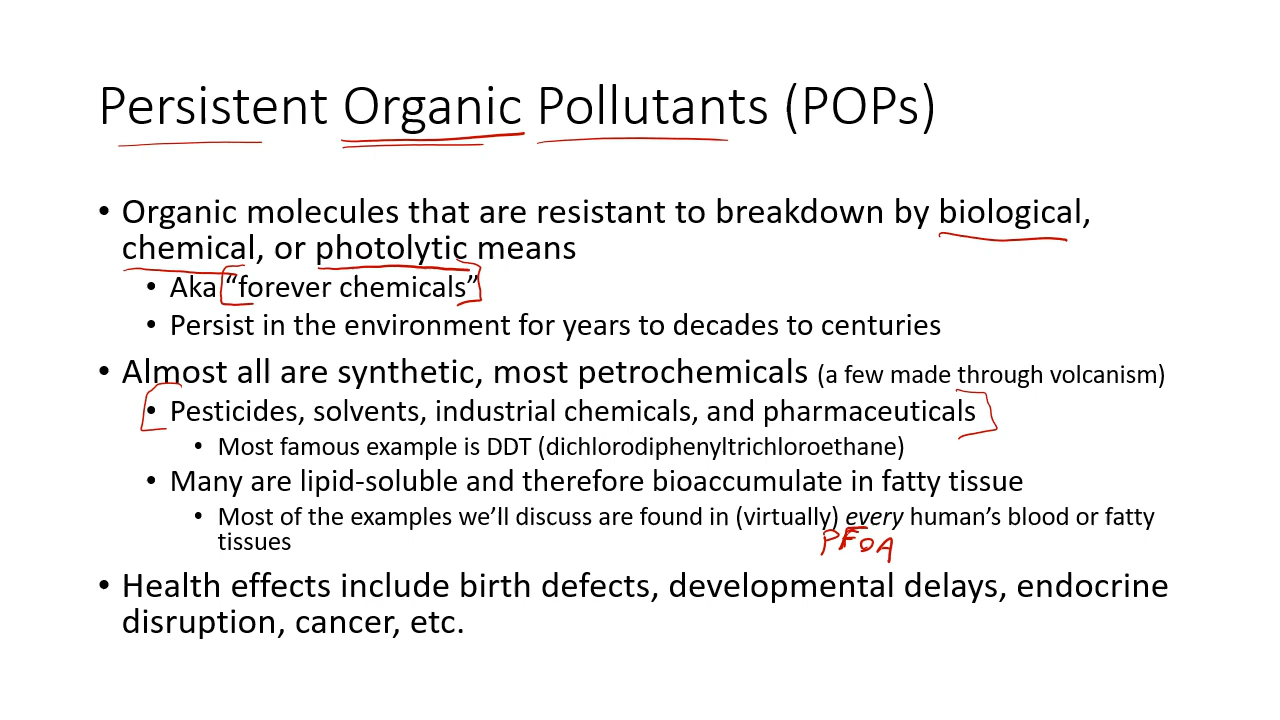 Persistent Organic Pollutants (POPs)
• Organic molecules that are resistant to breakdown by biological,
chemical, or photolytic means
• Aka “forever chemicals”
• Persist in the environment for years to decades to centuries
• Almost all are synthetic, most petrochemicals (a few made through volcanism)
• Pesticides, solvents, industrial chemicals, and pharmaceuticals
• Most famous example is DDT (dichlorodiphenyltrichloroethane)
• Many are lipid-soluble and therefore bioaccumulate in fatty tissue
• Most of the examples we’ll discuss are found in (virtually) every human’s blood or fatty
tissues
PFOA
• Health effects include birth defects, developmental delays, endocrine
disruption, cancer, etc.